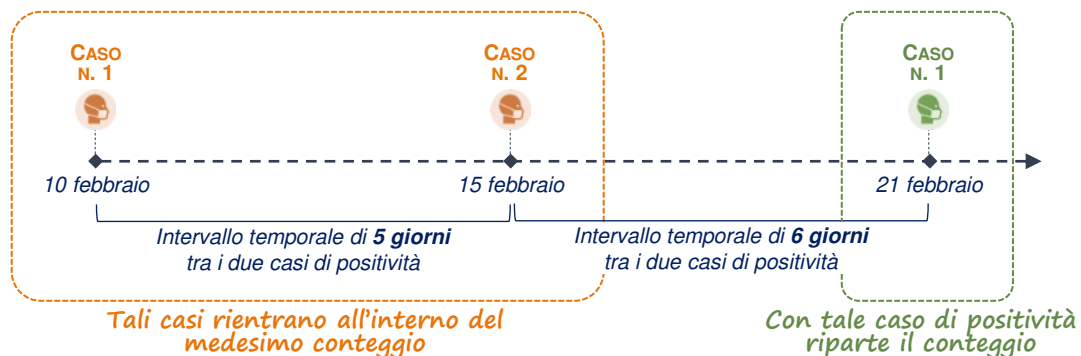 CASO
N. 1
CASO
N. 2
CASO
N. 1
10 febbraio
15 febbraio
21 febbraio
Intervallo temporale di 5 giorni
tra i due casi di positività
Intervallo temporale di 6 giorni
tra i due casi di positività
Tali casi rientrano all'interno del
medesimo conteggio
Con tale caso di positività
riparte il conteggio